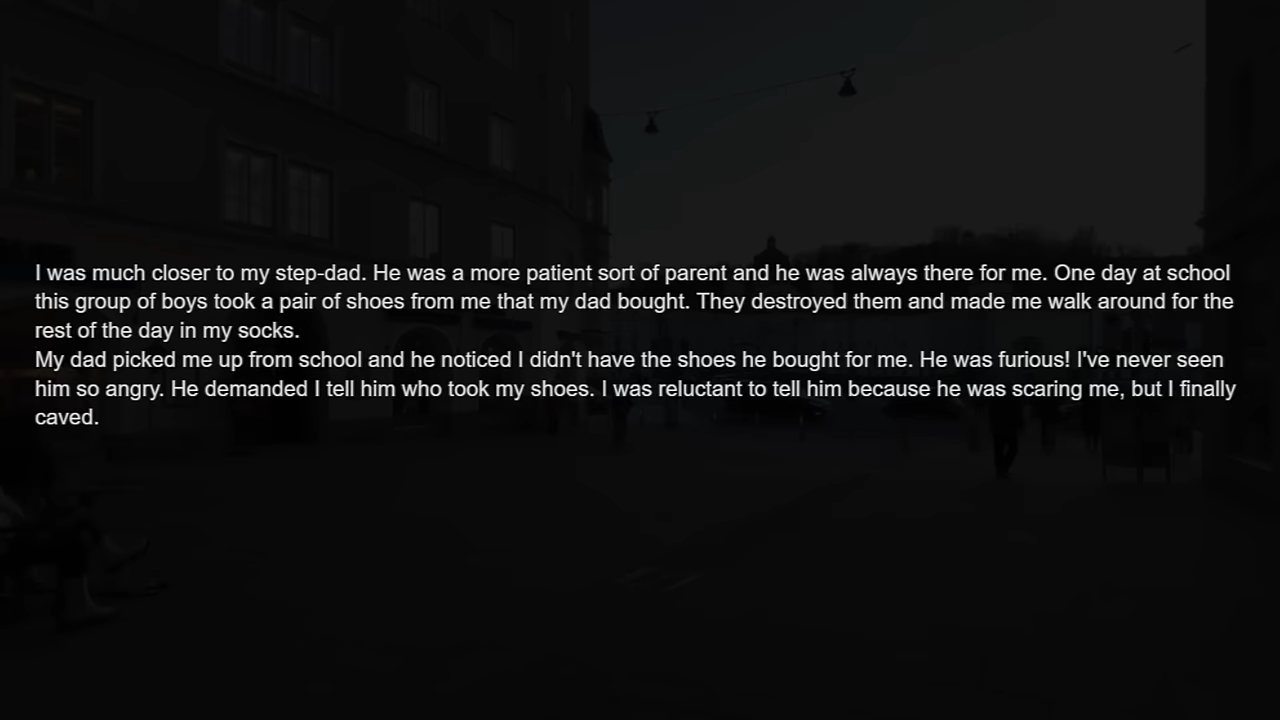 I was much closer to my step-dad. He was a more patient sort of parent and he was always there for me. One day at school
this group of boys took a pair of shoes from me that my dad bought. They destroyed them and made me walk around for the
rest of the day in my socks.
My dad picked me up from school and he noticed I didn't have the shoes he bought for me. He was furious! I've never seen
him so angry. He demanded I tell him who took my shoes. I was reluctant to tell him because he was scaring me, but I finally
caved.